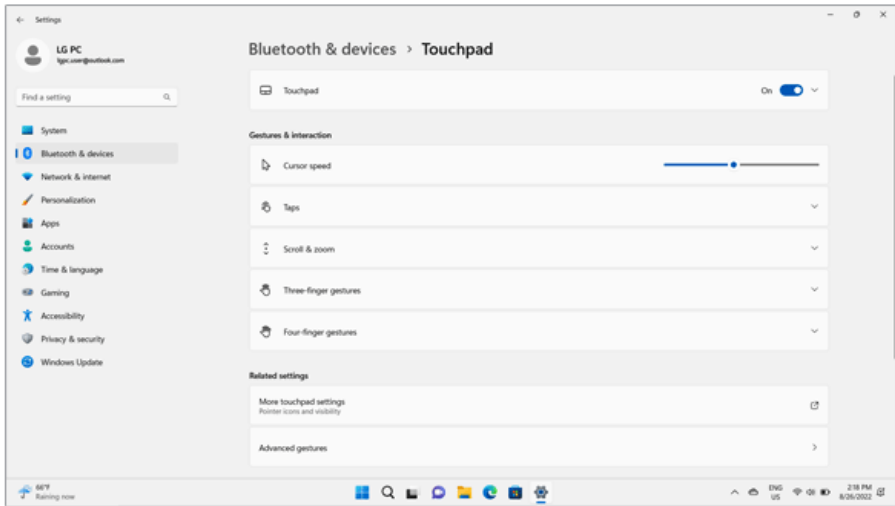 Settings
LG PC
lgpc.user@outlook.com
Find a setting
System
Bluetooth & devices
Network & internet
Personalization
Apps
Accounts
Time & language
Gaming
Accessibility
Privacy & security
Windows Update
Bluetooth & devices > Touchpad
Touchpad
On
Gestures & interaction
Cursor speed
Taps
Scroll & zoom
Three-finger gestures
Four-finger gestures
Related settings
More touchpad settings
Pointer icons and visibility
Advanced gestures
66°F
Raining now
ENG
US
2:18 PM
8/26/2022